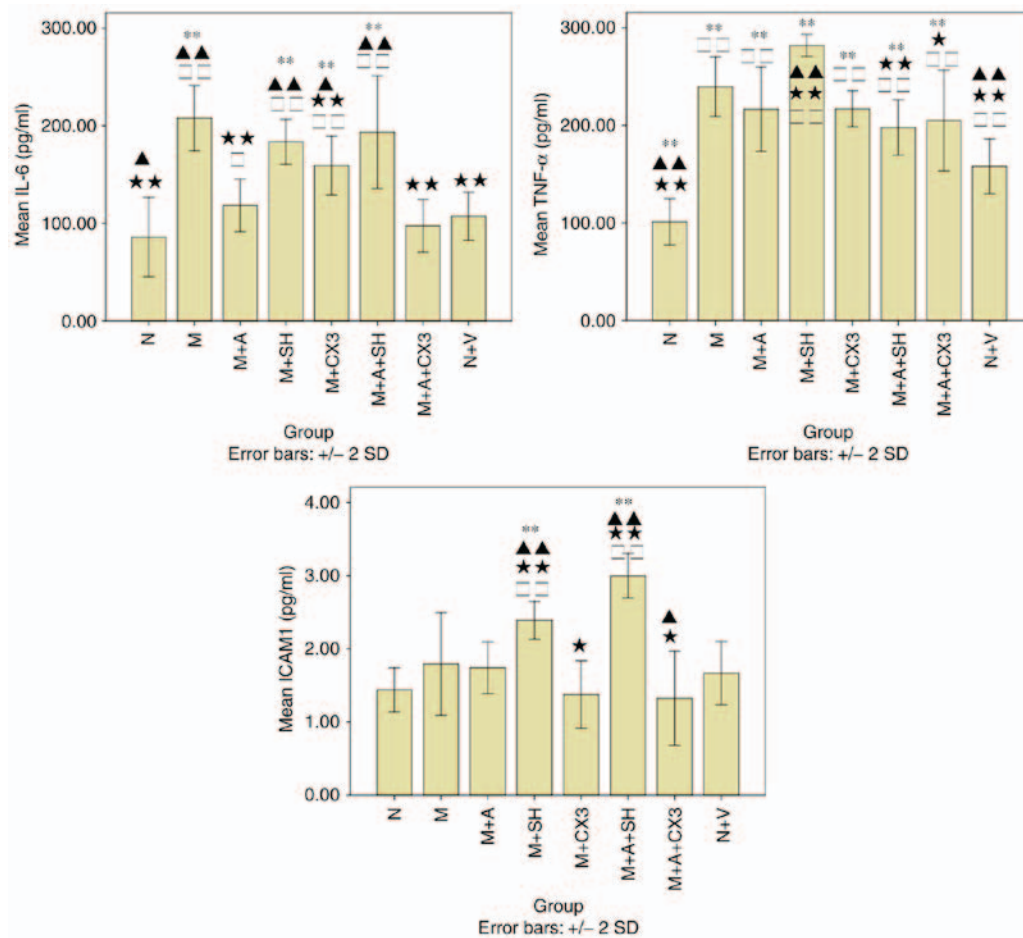 Mean IL-6 (pg/ml)
300.00
200.00
100.00
0.00
**
▲▲
□□
▲
★★
★★
□
**
▲▲
□□
**
▲
★★
□□
**
▲▲
□□
★★
★★
N
M
M+A
M+SH
M+CX3
M+A+SH
M+A+CX3
N+V
Group
Error bars: +/− 2 SD
Mean TNF-α (pg/ml)
300.00
200.00
100.00
0.00
**
▲▲
★★
**
□□
**
□□
**
▲▲
★★
□□
**
□□
**
★★
□□
**
★
□□
▲▲
★★
□□
N
M
M+A
M+SH
M+CX3
M+A+SH
M+A+CX3
N+V
Group
Error bars: +/− 2 SD
Mean ICAM1 (pg/ml)
4.00
3.00
2.00
1.00
0.00
**
▲▲
★★
□□
★
**
▲▲
★★
□□
▲
★
N
M
M+A
M+SH
M+CX3
M+A+SH
M+A+CX3
N+V
Group
Error bars: +/− 2 SD